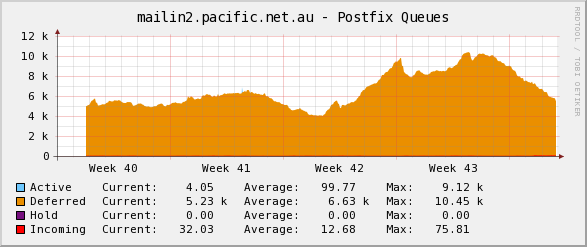 mailin2.pacific.net.au - Postfix Queues
RRDTOOL / TOBI OETIKER
12 k
10 k
8 k
6 k
4 k
2 k
0
Week 40 Week 41 Week 42 Week 43
Active Current: 4.05 Average: 99.77 Max: 9.12 k
Deferred Current: 5.23 k Average: 6.63 k Max: 10.45 k
Hold Current: 0.00 Average: 0.00 Max: 0.00
Incoming Current: 32.03 Average: 12.68 Max: 75.81